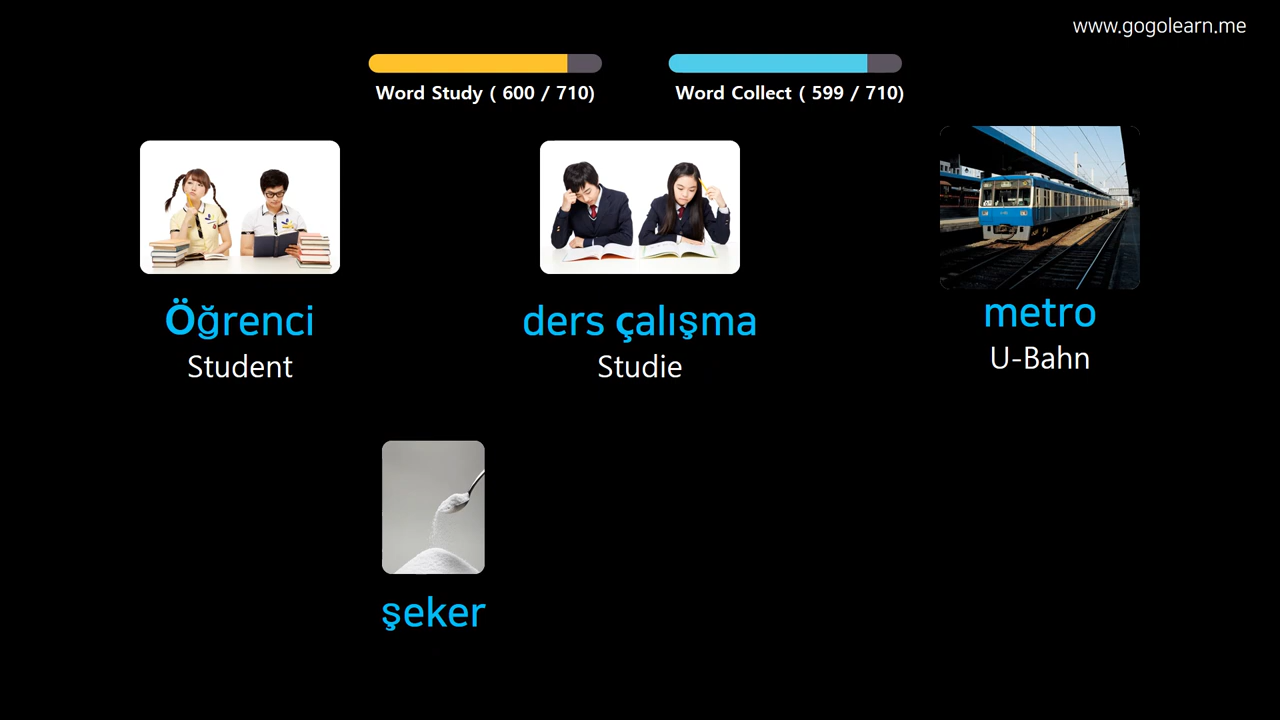 www.gogolearn.me
Word Study ( 600 / 710)
Word Collect ( 599 / 710)
Öğrenci
Student
ders çalışma
Studie
metro
U-Bahn
şeker